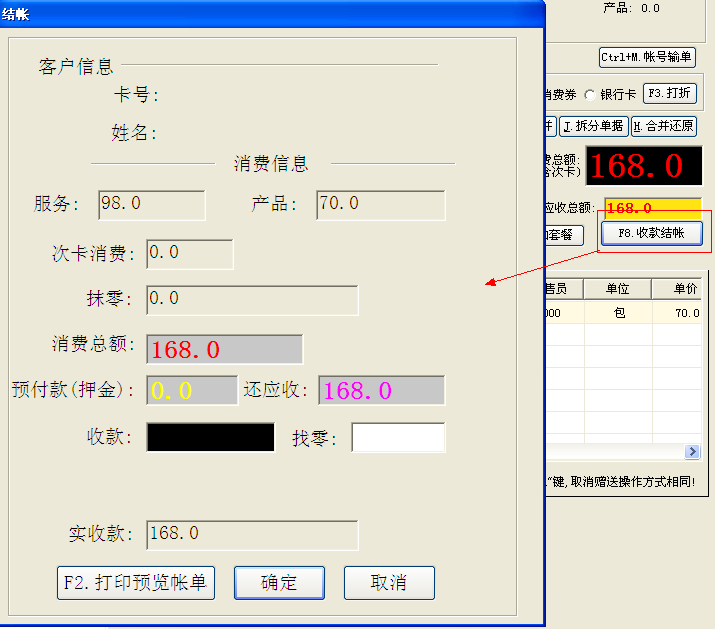 结帐
客户信息
卡号:
姓名:
消费信息
服务: 98.0 产品: 70.0
次卡消费: 0.0
抹零: 0.0
消费总额: 168.0
预付款(押金): 0.0 还应收: 168.0
收款: 找零:
实收款: 168.0
F2.打印预览帐单 确定 取消
产品: 0.0
Ctrl+M.帐号输单
消费券 银行卡 F3.打折
J.拆分单据 H.合并还原
费总额: 168.0
含次卡)
应收总额: 168.0
套餐 F8.收款结帐
售员 单位 单价
000 包 70.0
"键,取消赠送操作方式相同!